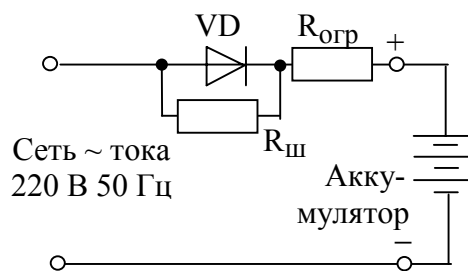 VD
Rогр
+
Rш
Сеть ~ тока
220 В 50 Гц
Акку-
мулятор
−